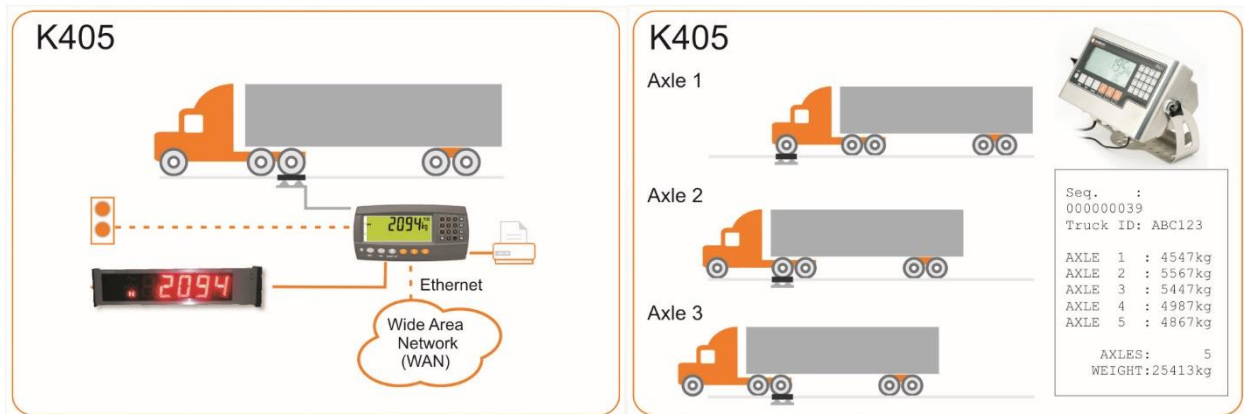 K405
2094kg
2094
Ethernet
Wide Area
Network
(WAN)
K405
Axle 1
Axle 2
Axle 3
Seq.    :
000000039
Truck ID: ABC123
AXLE  1  : 4547kg
AXLE  2  : 5567kg
AXLE  3  : 5447kg
AXLE  4  : 4987kg
AXLE  5  : 4867kg
AXLES:      5
WEIGHT:25413kg